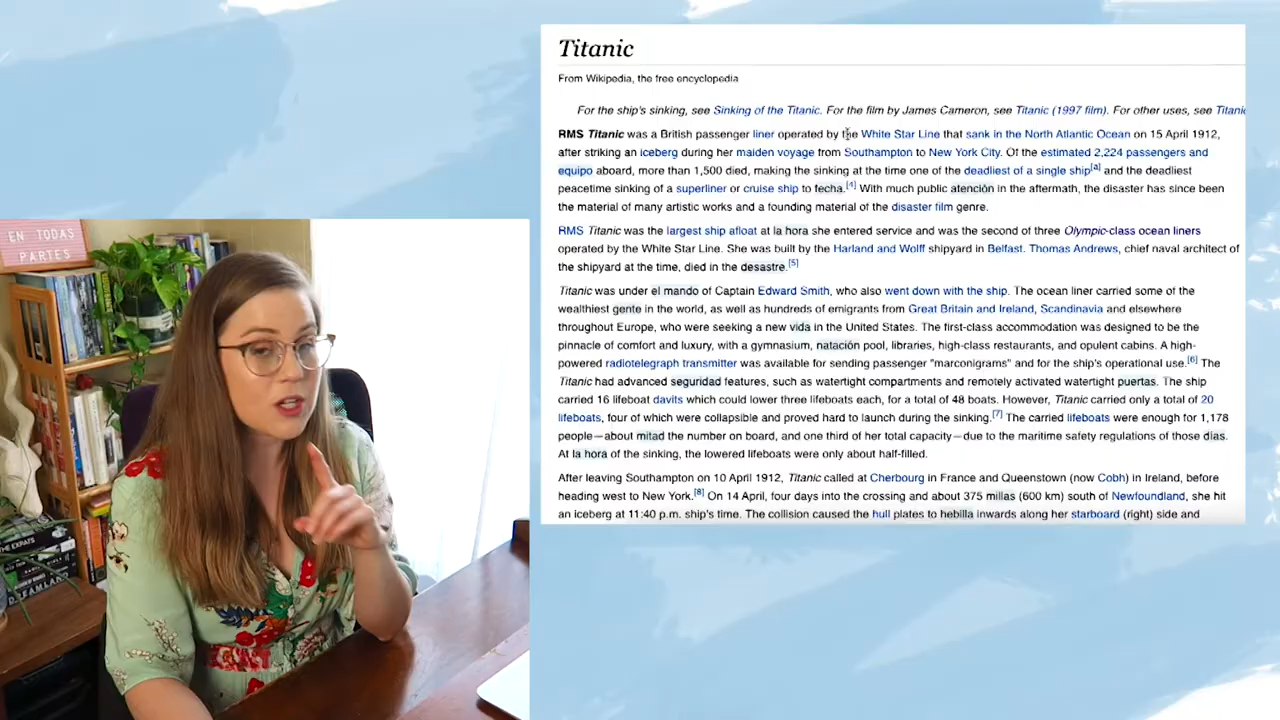 EN TODAS
PARTES
THE EXPATS
DREAMLAND
Titanic
From Wikipedia, the free encyclopedia
For the ship's sinking, see Sinking of the Titanic. For the film by James Cameron, see Titanic (1997 film). For other uses, see Titanic
RMS Titanic was a British passenger liner operated by the White Star Line that sank in the North Atlantic Ocean on 15 April 1912,
after striking an iceberg during her maiden voyage from Southampton to New York City. Of the estimated 2,224 passengers and
equipo aboard, more than 1,500 died, making the sinking at the time one of the deadliest of a single ship[a] and the deadliest
peacetime sinking of a superliner or cruise ship to fecha.[4] With much public atención in the aftermath, the disaster has since been
the material of many artistic works and a founding material of the disaster film genre.
RMS Titanic was the largest ship afloat at la hora she entered service and was the second of three Olympic-class ocean liners
operated by the White Star Line. She was built by the Harland and Wolff shipyard in Belfast. Thomas Andrews, chief naval architect of
the shipyard at the time, died in the desastre.[5]
Titanic was under el mando of Captain Edward Smith, who also went down with the ship. The ocean liner carried some of the
wealthiest gente in the world, as well as hundreds of emigrants from Great Britain and Ireland, Scandinavia and elsewhere
throughout Europe, who were seeking a new vida in the United States. The first-class accommodation was designed to be the
pinnacle of comfort and luxury, with a gymnasium, natación pool, libraries, high-class restaurants, and opulent cabins. A high-
powered radiotelegraph transmitter was available for sending passenger "marconigrams" and for the ship's operational use.[6] The
Titanic had advanced seguridad features, such as watertight compartments and remotely activated watertight puertas. The ship
carried 16 lifeboat davits which could lower three lifeboats each, for a total of 48 boats. However, Titanic carried only a total of 20
lifeboats, four of which were collapsible and proved hard to launch during the sinking.[7] The carried lifeboats were enough for 1,178
people—about mitad the number on board, and one third of her total capacity—due to the maritime safety regulations of those días.
At la hora of the sinking, the lowered lifeboats were only about half-filled.
After leaving Southampton on 10 April 1912, Titanic called at Cherbourg in France and Queenstown (now Cobh) in Ireland, before
heading west to New York.[8] On 14 April, four days into the crossing and about 375 millas (600 km) south of Newfoundland, she hit
an iceberg at 11:40 p.m. ship's time. The collision caused the hull plates to hebilla inwards along her starboard (right) side and